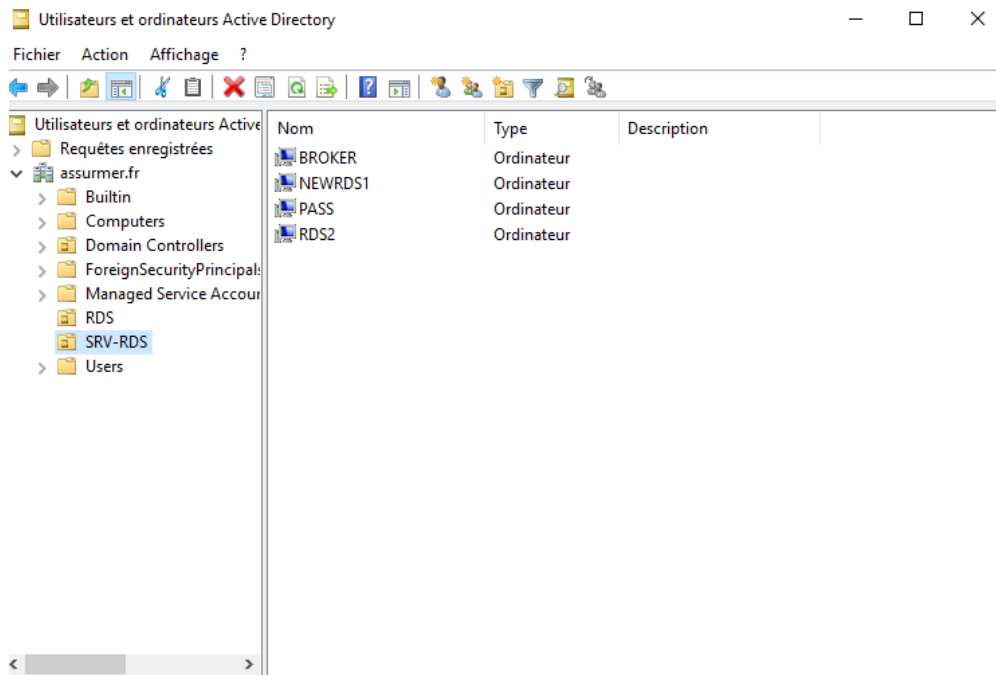 Utilisateurs et ordinateurs Active Directory
Fichier Action Affichage ?
Utilisateurs et ordinateurs Active
Requêtes enregistrées
assurmer.fr
Builtin
Computers
Domain Controllers
ForeignSecurityPrincipals
Managed Service Accour
RDS
SRV-RDS
Users
Nom Type Description
BROKER Ordinateur
NEWRDS1 Ordinateur
PASS Ordinateur
RDS2 Ordinateur